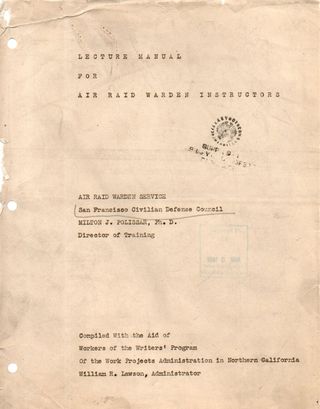 LECTURE MANUAL
FOR
AIR RAID WARDEN INSTRUCTORS
AIR RAID WARDEN SERVICE
San Francisco Civilian Defense Council
MILTON J. POLISSAR, Ph. D.
Director of Training
Compiled With the Aid of
Workers of the Writers' Program
Of the Work Projects Administration in Northern California
William R. Lawson, Administrator